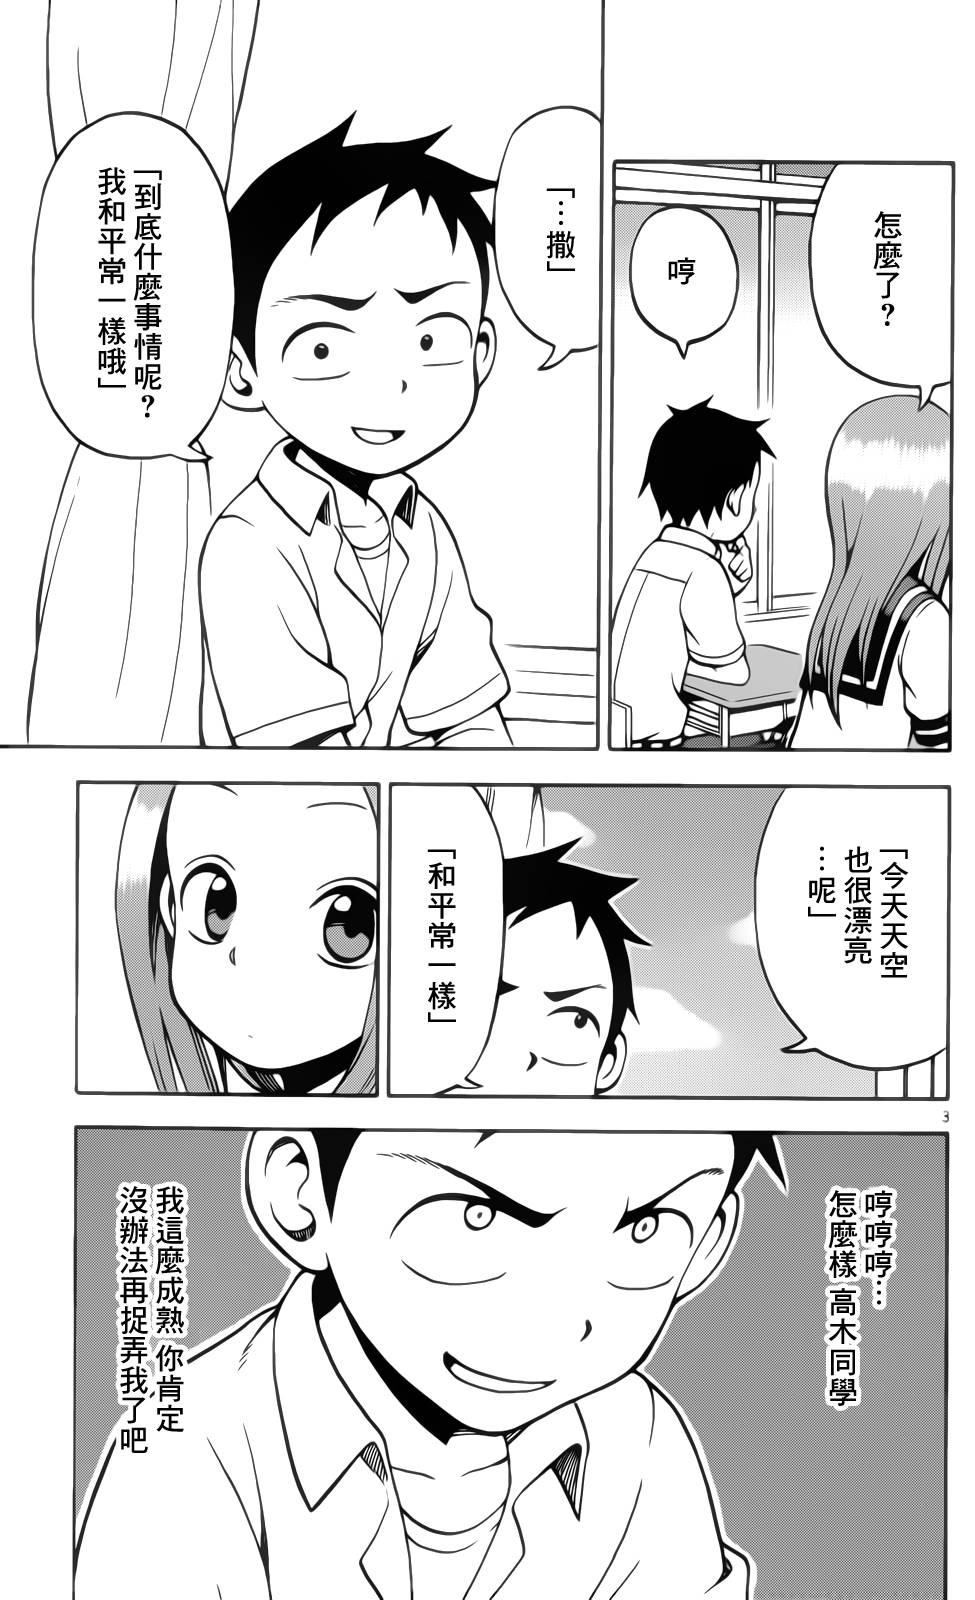 怎麼了?
哼
「…撒」
「到底什麼事情呢?
我和平常一樣哦」
「今天天空
也很漂亮
…呢」
「和平常一樣」
3
哼哼哼…
怎麼樣 高木同學
我這麼成熟 你肯定
沒辦法再捉弄我了吧